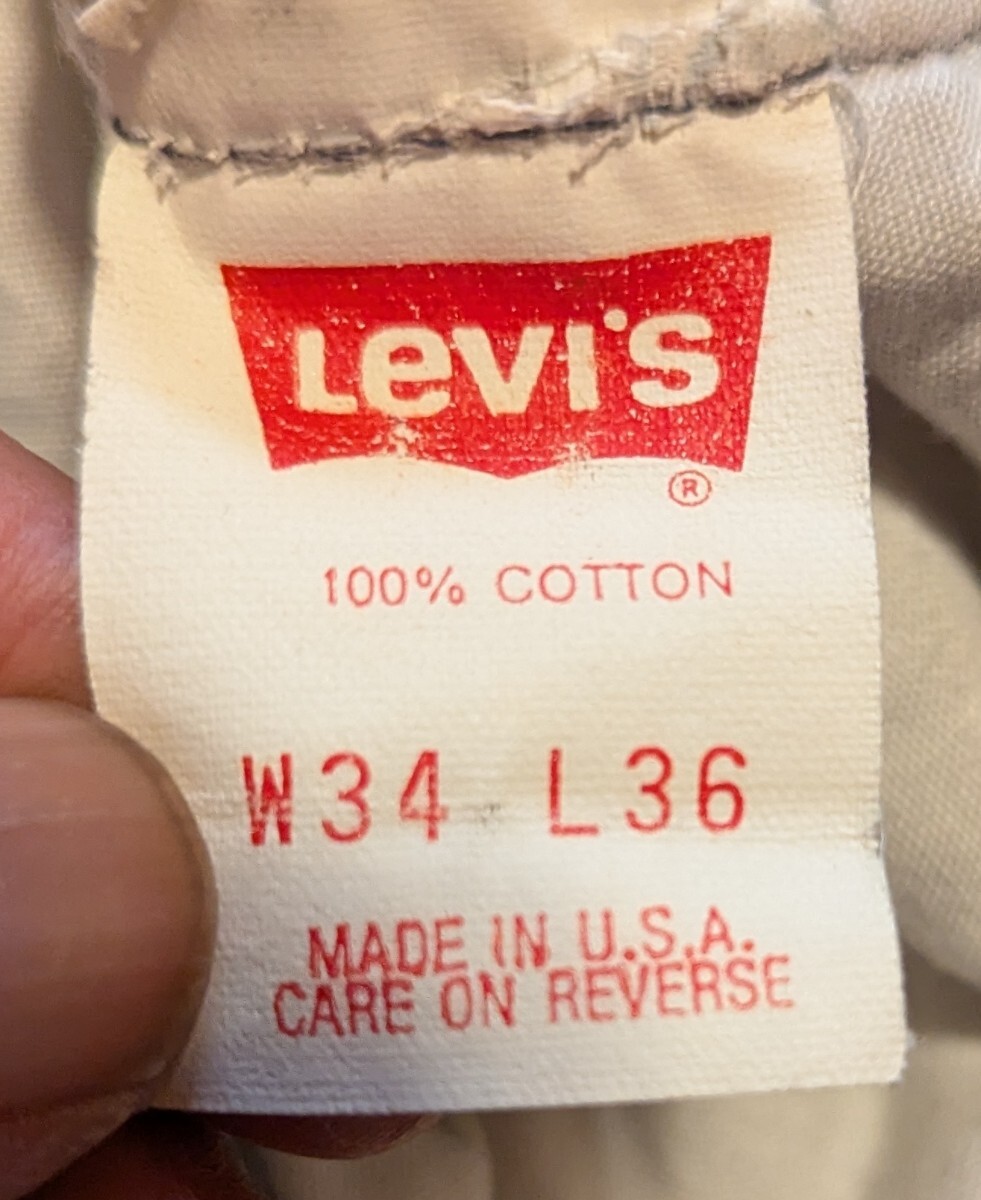 Levi's
®
100% COTTON
W34 L36
MADE IN U.S.A.
CARE ON REVERSE